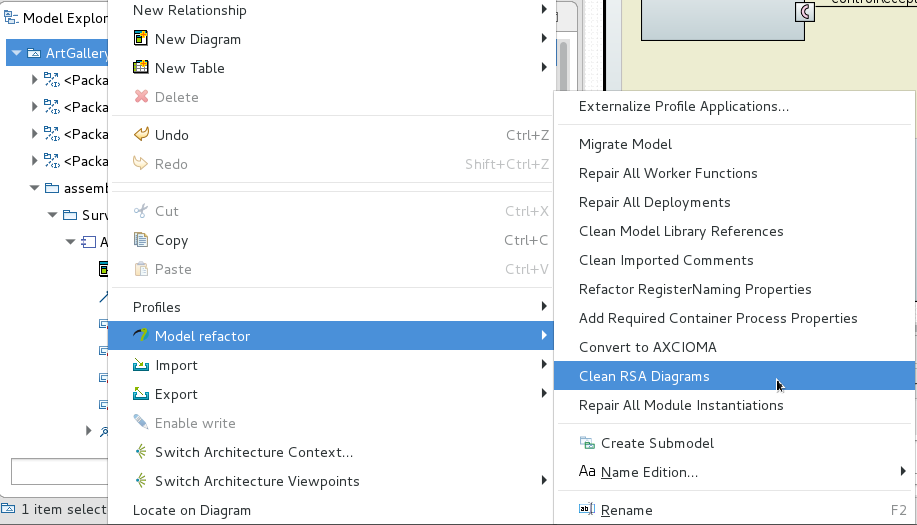 Model Explor
ArtGallery
<Packa
<Packa
<Packa
<Packa
assemb
Surv
A
1 item select
New Relationship
New Diagram
New Table
Delete
Undo Ctrl+Z
Redo Shift+Ctrl+Z
Cut Ctrl+X
Copy Ctrl+C
Paste Ctrl+V
Profiles
Model refactor
Import
Export
Enable write
Switch Architecture Context...
Switch Architecture Viewpoints
Locate on Diagram
Externalize Profile Applications...
Migrate Model
Repair All Worker Functions
Repair All Deployments
Clean Model Library References
Clean Imported Comments
Refactor RegisterNaming Properties
Add Required Container Process Properties
Convert to AXCIOMA
Clean RSA Diagrams
Repair All Module Instantiations
Create Submodel
Aa Name Edition...
Rename F2